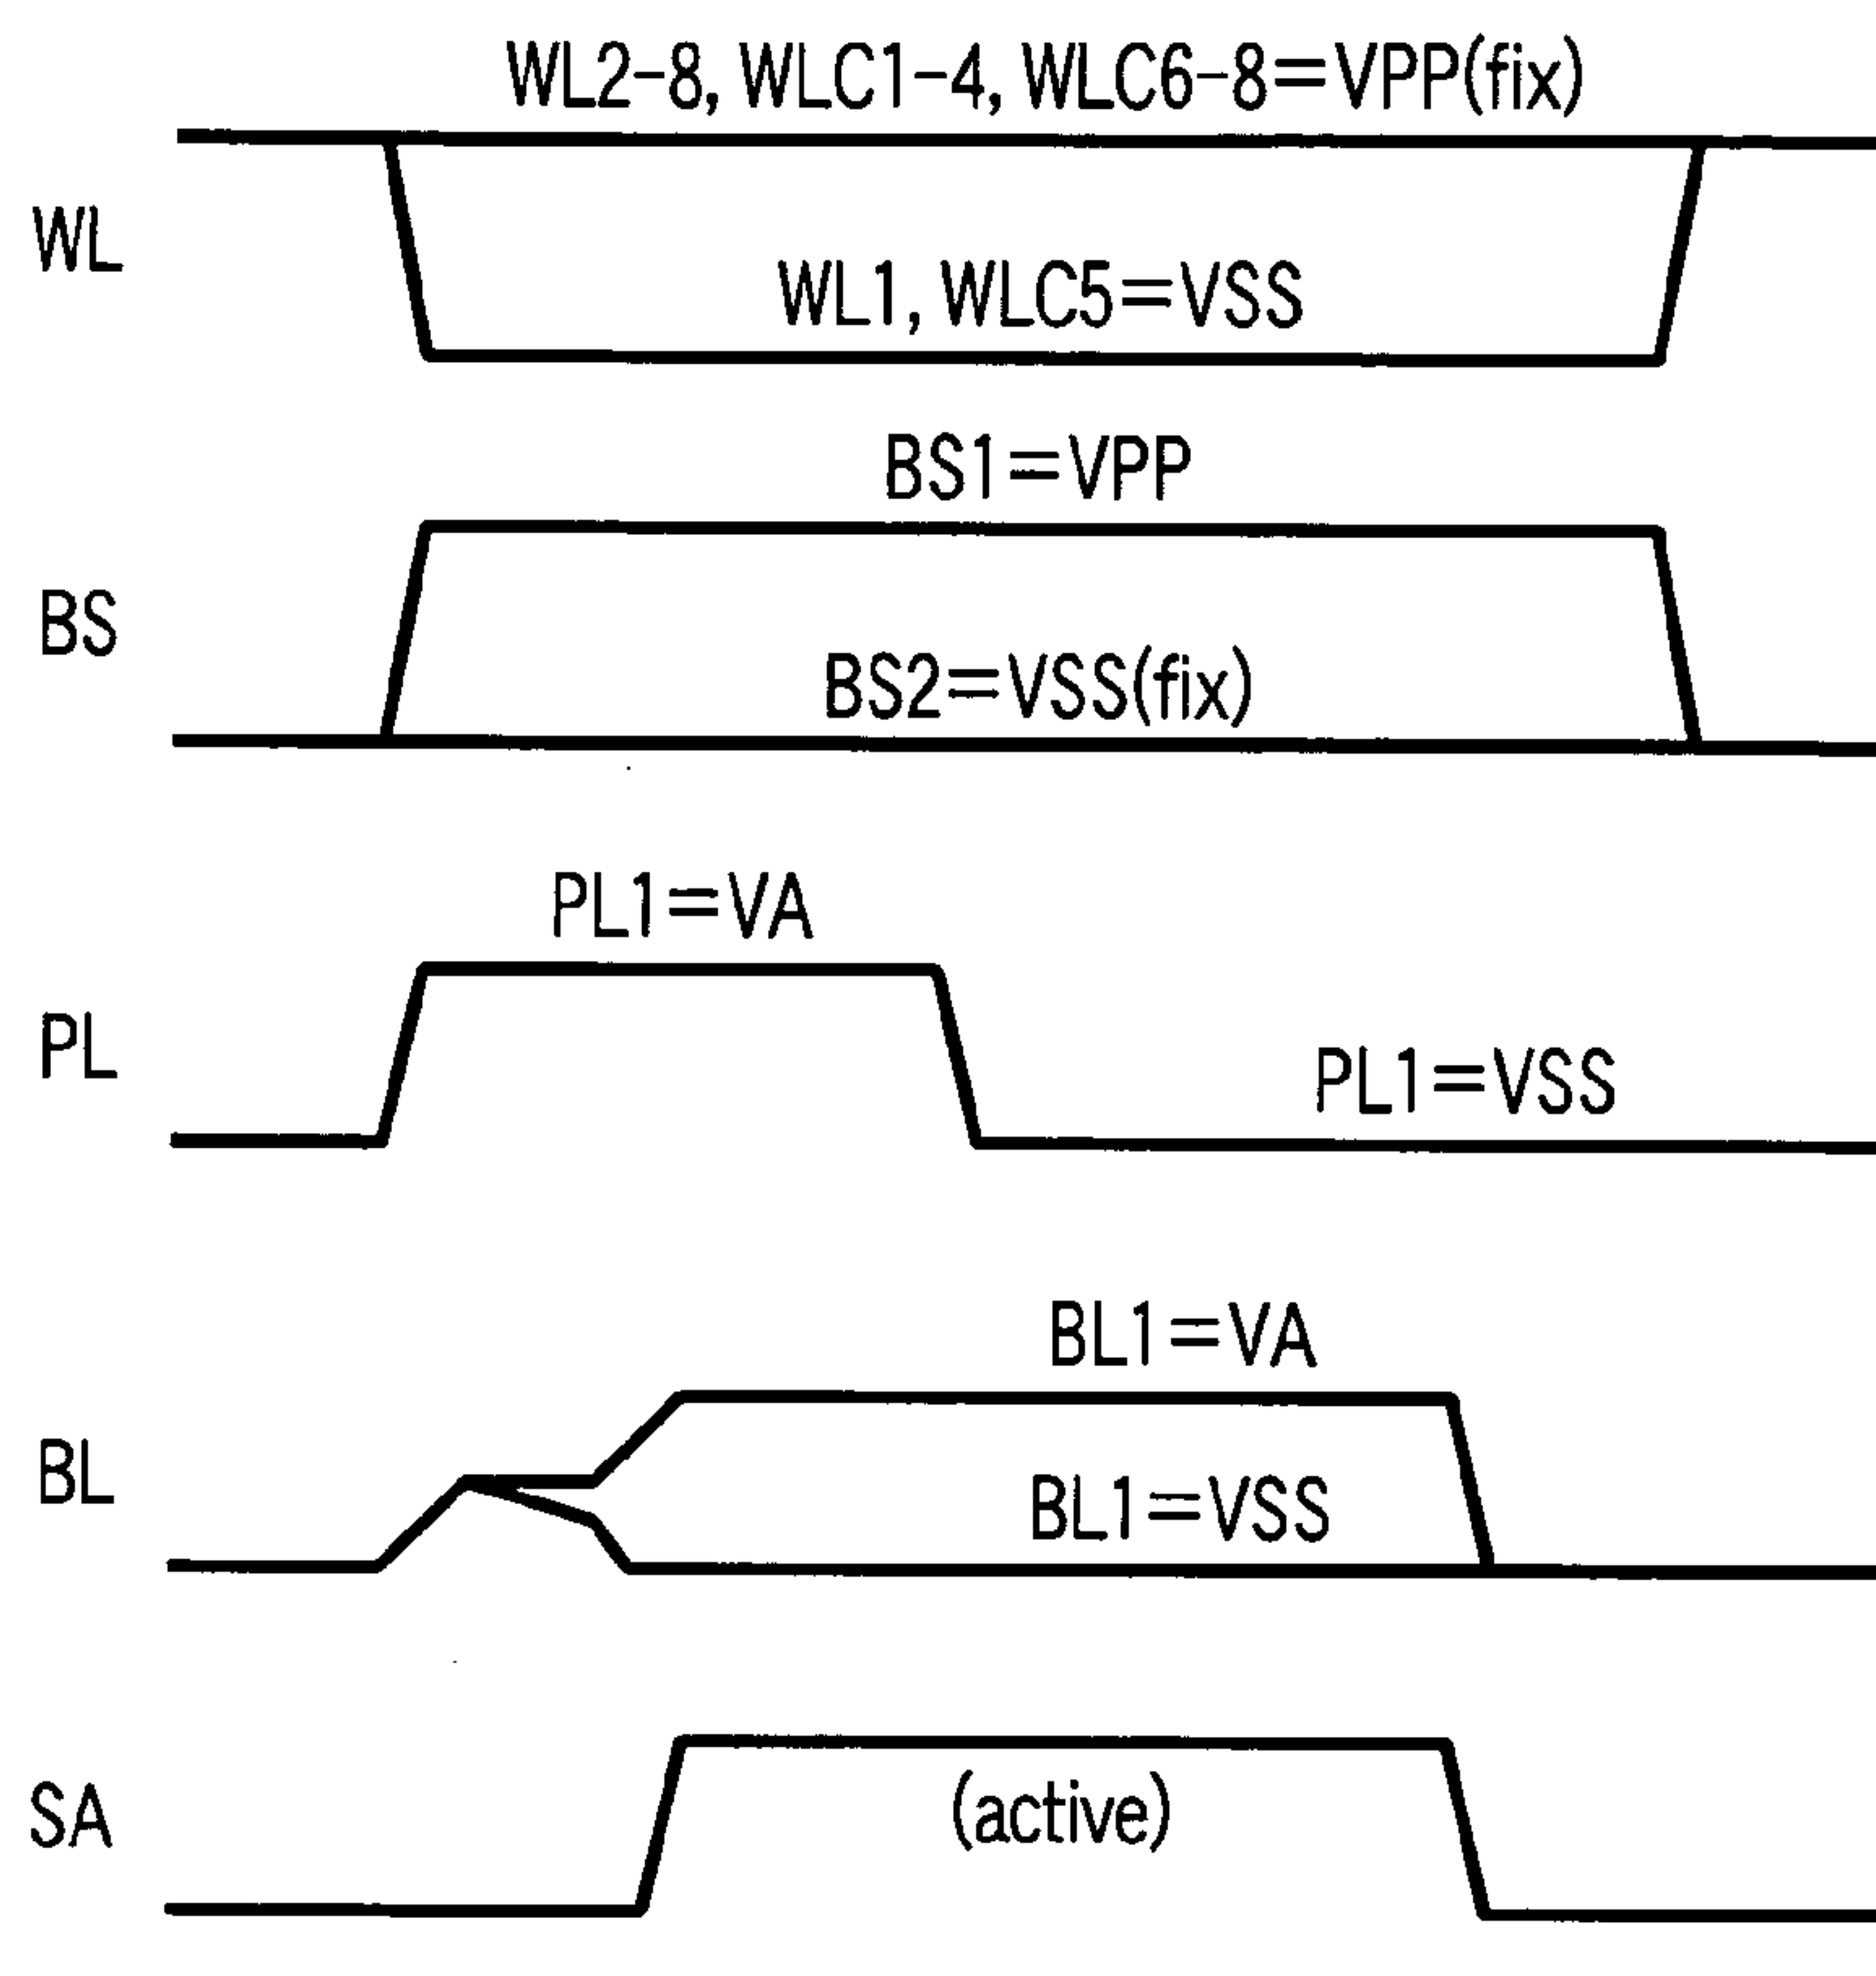 WL2-8, WLC1-4, WLC6-8=VPP(fix)
WL
WL1, WLC5=VSS
BS1=VPP
BS
BS2=VSS(fix)
PL1=VA
PL
PL1=VSS
BL1=VA
BL
BL1=VSS
SA
(active)